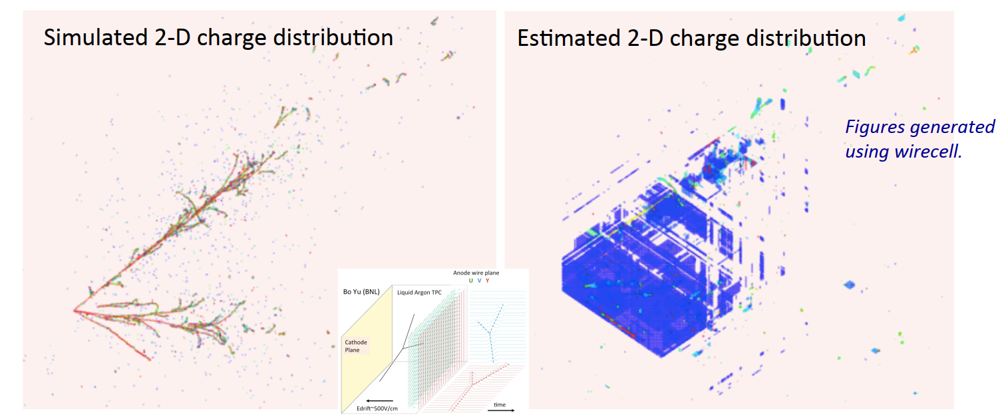 Simulated 2-D charge distribution
Estimated 2-D charge distribution
Figures generated
using wirecell.
Anode wire plane
U V Y
Bo Yu (BNL)
Liquid Argon TPC
Cathode
Plane
Edrift~500V/cm
time